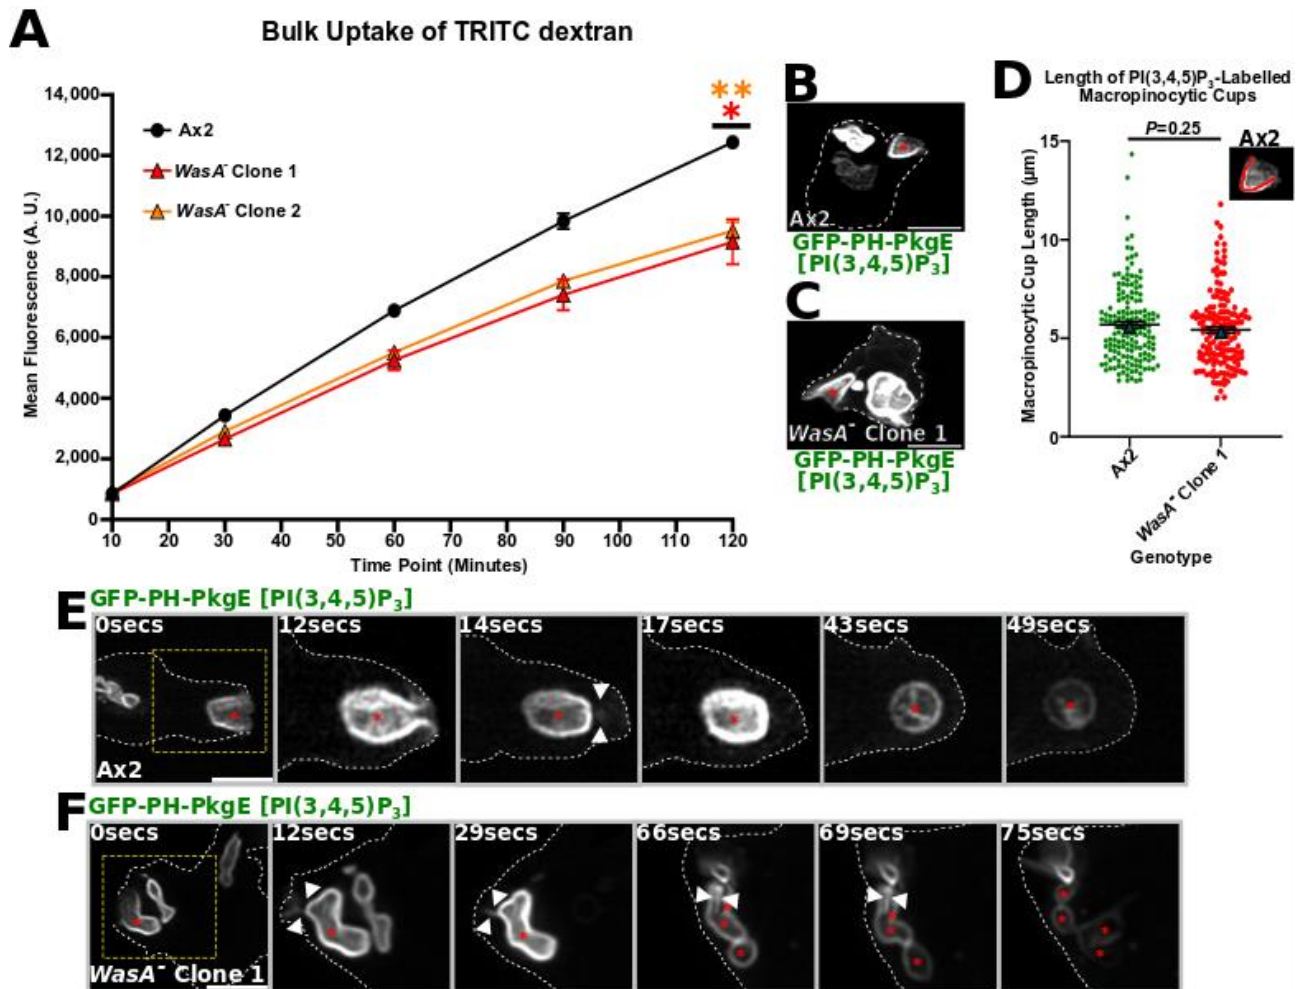 A
Bulk Uptake of TRITC dextran
14,000
12,000
10,000
8,000
6,000
4,000
2,000
0
Mean Fluorescence (A. U.)
Ax2
WasA⁻ Clone 1
WasA⁻ Clone 2
**
*
10 20 30 40 50 60 70 80 90 100 110 120
Time Point (Minutes)
B
Ax2
GFP-PH-PkgE
[PI(3,4,5)P₃]
C
WasA⁻ Clone 1
GFP-PH-PkgE
[PI(3,4,5)P₃]
D
Length of PI(3,4,5)P₃-Labelled
Macropinocytic Cups
P=0.25
Ax2
15
10
5
0
Macropinocytic Cup Length (µm)
Ax2
WasA⁻ Clone 1
Genotype
E
GFP-PH-PkgE [PI(3,4,5)P₃]
0secs
12secs
14secs
17secs
43secs
49secs
Ax2
F
GFP-PH-PkgE [PI(3,4,5)P₃]
0secs
12secs
29secs
66secs
69secs
75secs
WasA⁻ Clone 1